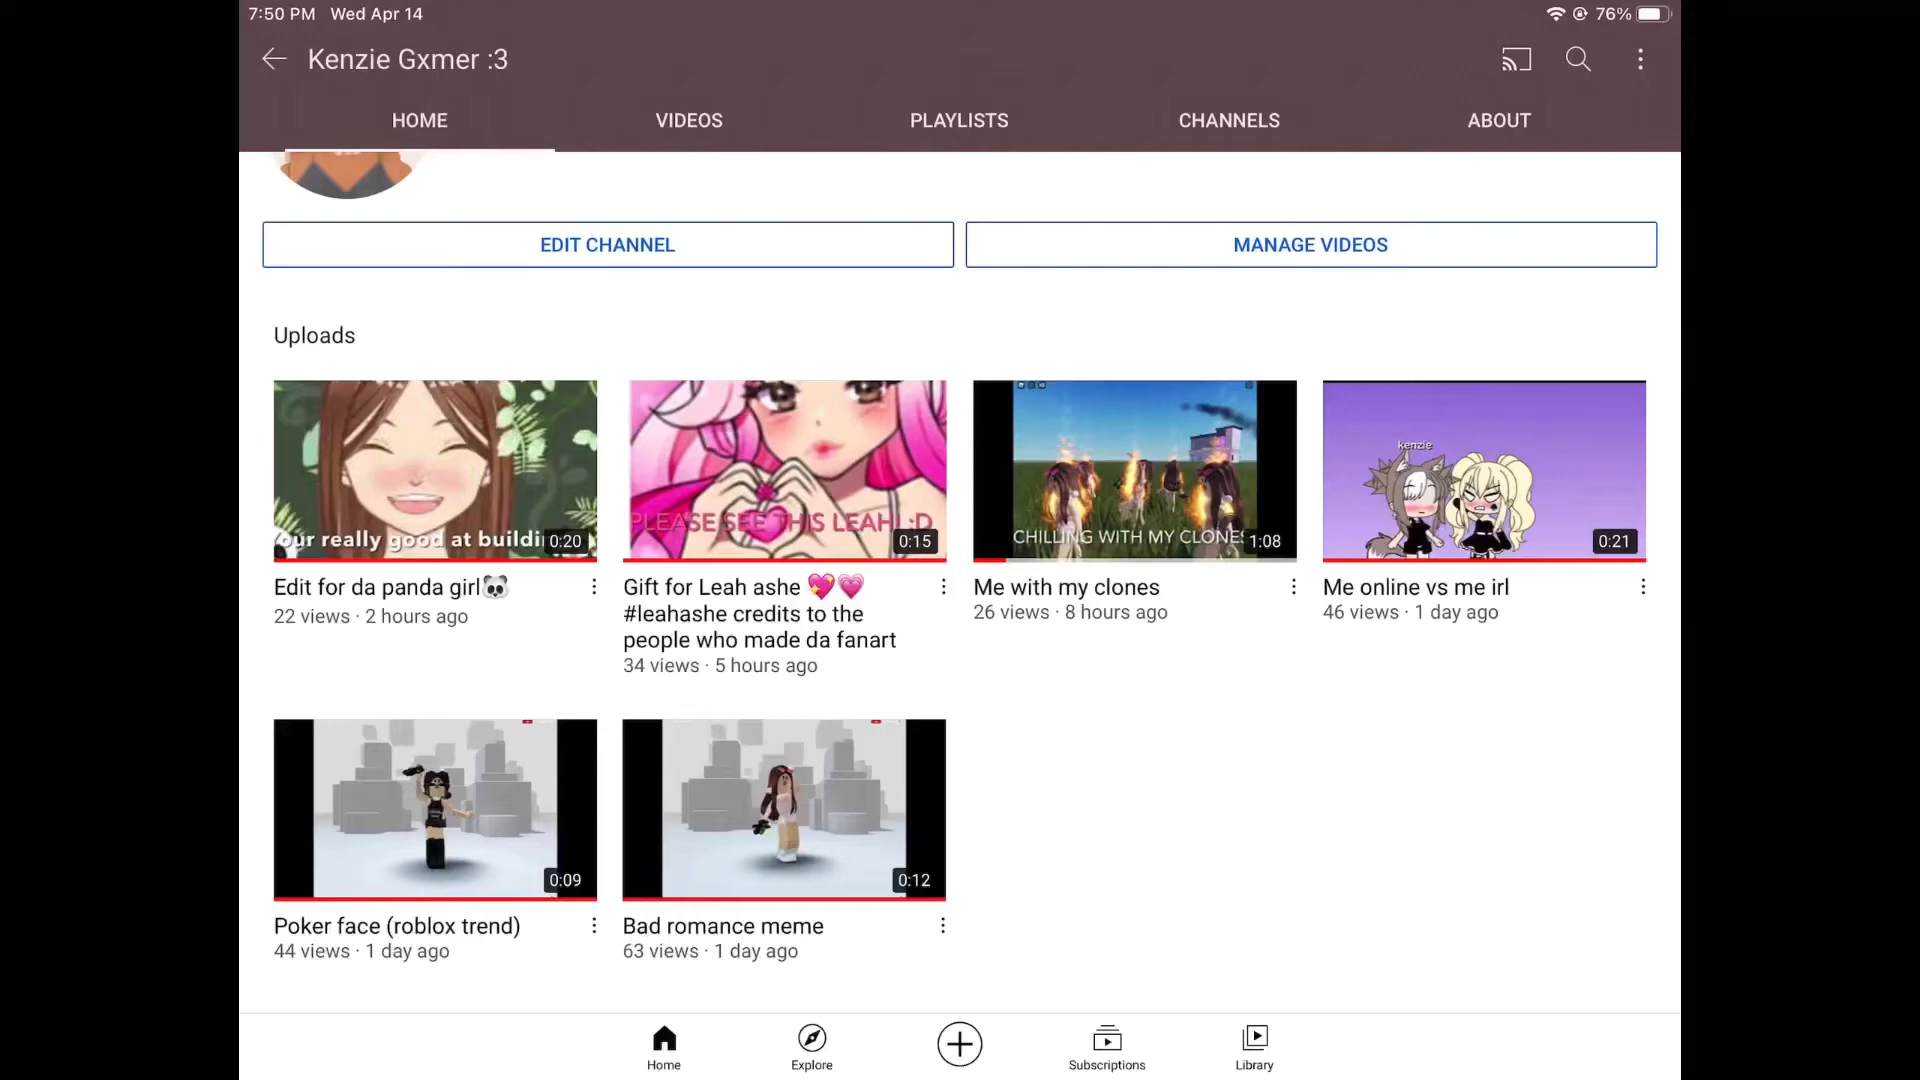 7:50 PM Wed Apr 14
76%
Kenzie Gxmer :3
HOME VIDEOS PLAYLISTS CHANNELS ABOUT
EDIT CHANNEL MANAGE VIDEOS
Uploads
our really good at buildi
0:20
PLEASE SEE THIS LEAH! :D
0:15
CHILLING WITH MY CLONES
1:08
kenzie
0:21
Edit for da panda girl🐼
22 views · 2 hours ago
Gift for Leah ashe 💖💗
#leahashe credits to the
people who made da fanart
34 views · 5 hours ago
Me with my clones
26 views · 8 hours ago
Me online vs me irl
46 views · 1 day ago
0:09
0:12
Poker face (roblox trend)
44 views · 1 day ago
Bad romance meme
63 views · 1 day ago
Home Explore Subscriptions Library